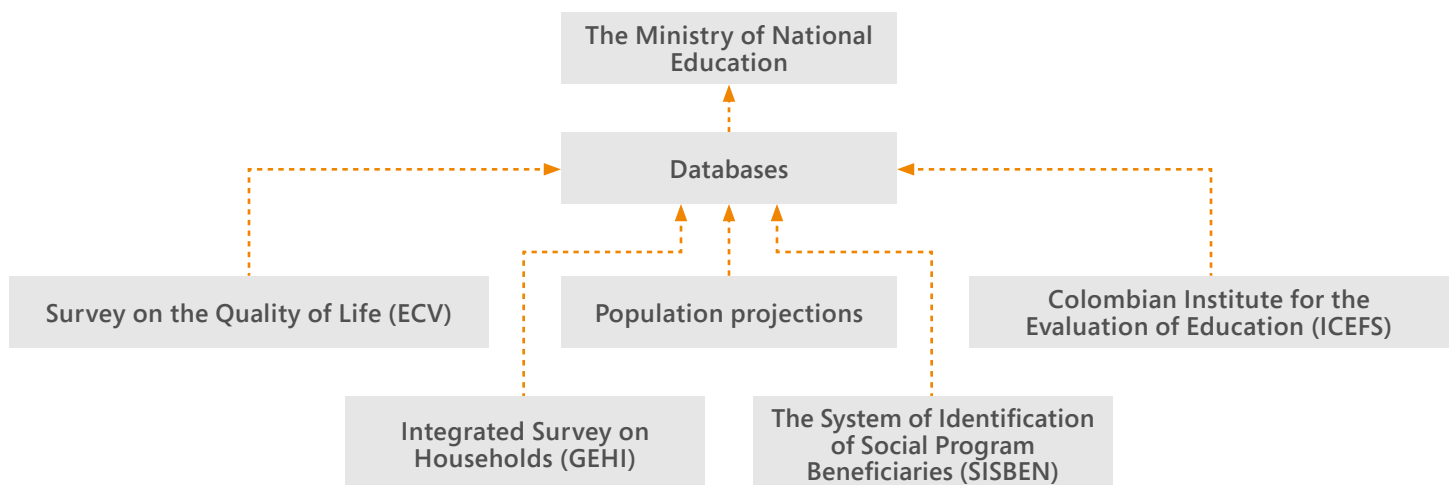 The Ministry of National
Education
Databases
Survey on the Quality of Life (ECV)
Population projections
Colombian Institute for the
Evaluation of Education (ICEFS)
Integrated Survey on
Households (GEHI)
The System of Identification
of Social Program
Beneficiaries (SISBEN)